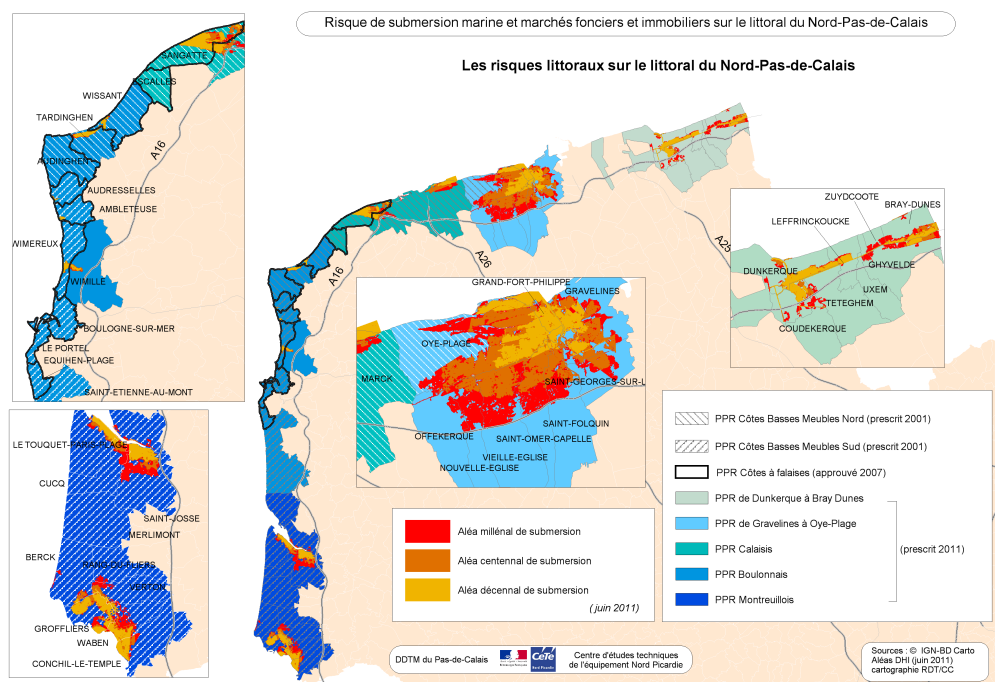 Risque de submersion marine et marchés fonciers et immobiliers sur le littoral du Nord-Pas-de-Calais
Les risques littoraux sur le littoral du Nord-Pas-de-Calais
SANGATTE
ESCALLES
WISSANT
TARDINGHEN
A16
AUDINGHEN
AUDRESSELLES
AMBLETEUSE
WIMEREUX
WIMILLE
BOULOGNE-SUR-MER
LE PORTEL
EQUIHEN-PLAGE
SAINT-ETIENNE-AU-MONT
A16
A26
A25
ZUYDCOOTE
BRAY-DUNES
LEFFRINCKOUCKE
DUNKERQUE
GHYVELDE
UXEM
TETEGHEM
COUDEKERQUE
GRAND-FORT-PHILIPPE
GRAVELINES
OYE-PLAGE
MARCK
SAINT-GEORGES-SUR-L
SAINT-FOLQUIN
OFFEKERQUE
SAINT-OMER-CAPELLE
VIEILLE-EGLISE
NOUVELLE-EGLISE
LE TOUQUET-PARIS-PLAGE
CUCQ
SAINT-JOSSE
MERLIMONT
BERCK
RANG-DU-FLIERS
VERTON
GROFFLIERS
WABEN
CONCHIL-LE-TEMPLE
Aléa millénal de submersion
Aléa centennal de submersion
Aléa décennal de submersion
( juin 2011)
PPR Côtes Basses Meubles Nord (prescrit 2001)
PPR Côtes Basses Meubles Sud (prescrit 2001)
PPR Côtes à falaises (approuvé 2007)
PPR de Dunkerque à Bray Dunes
PPR de Gravelines à Oye-Plage
PPR Calaisis
PPR Boulonnais
PPR Montreuillois
(prescrit 2011)
DDTM du Pas-de-Calais
CeTe
Nord Picardie
Centre d'études techniques
de l'équipement Nord Picardie
Sources : © IGN-BD Carto
Aléas DHI (juin 2011)
cartographie RDT/CC